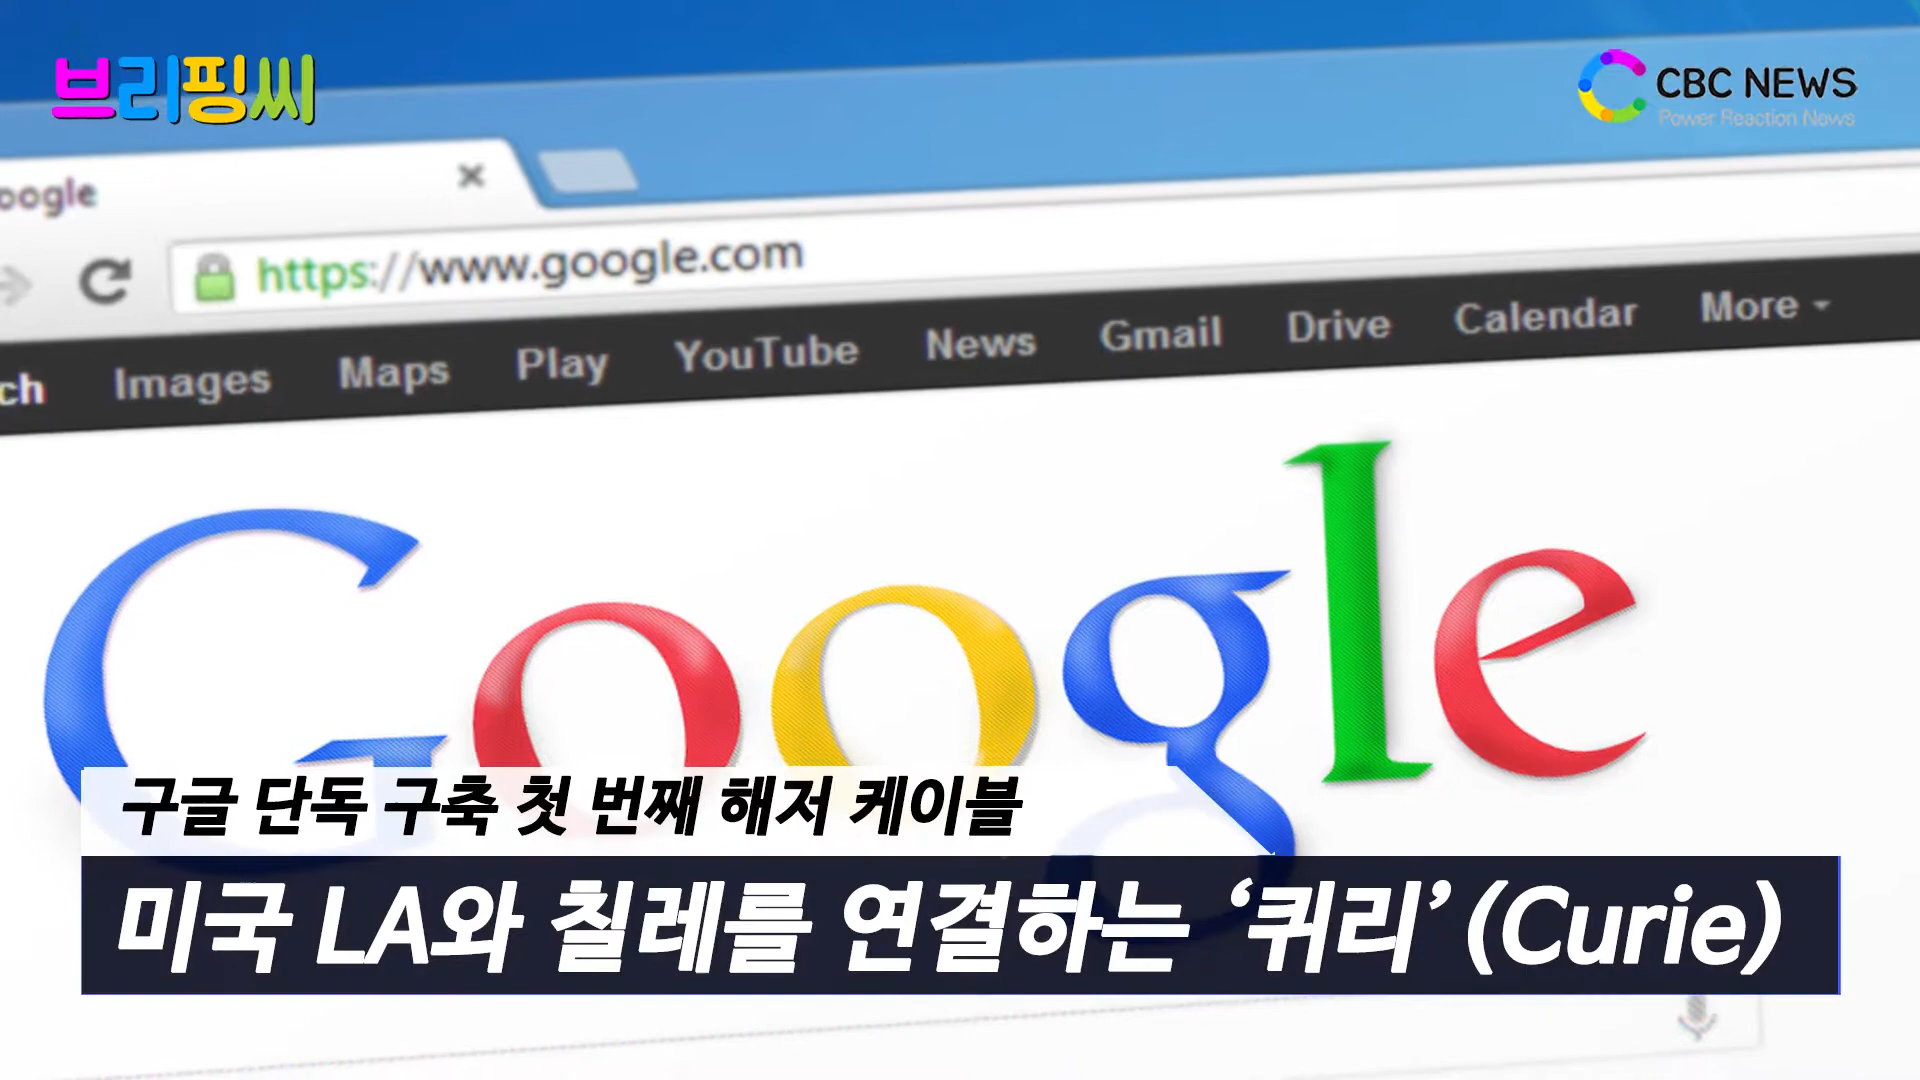 브리핑씨
CBC NEWS
Power Reaction News
oogle
https://www.google.com
ch Images Maps Play YouTube News Gmail Drive Calendar More
Google
구글 단독 구축 첫 번째 해저 케이블
미국 LA와 칠레를 연결하는 ‘퀴리’(Curie)